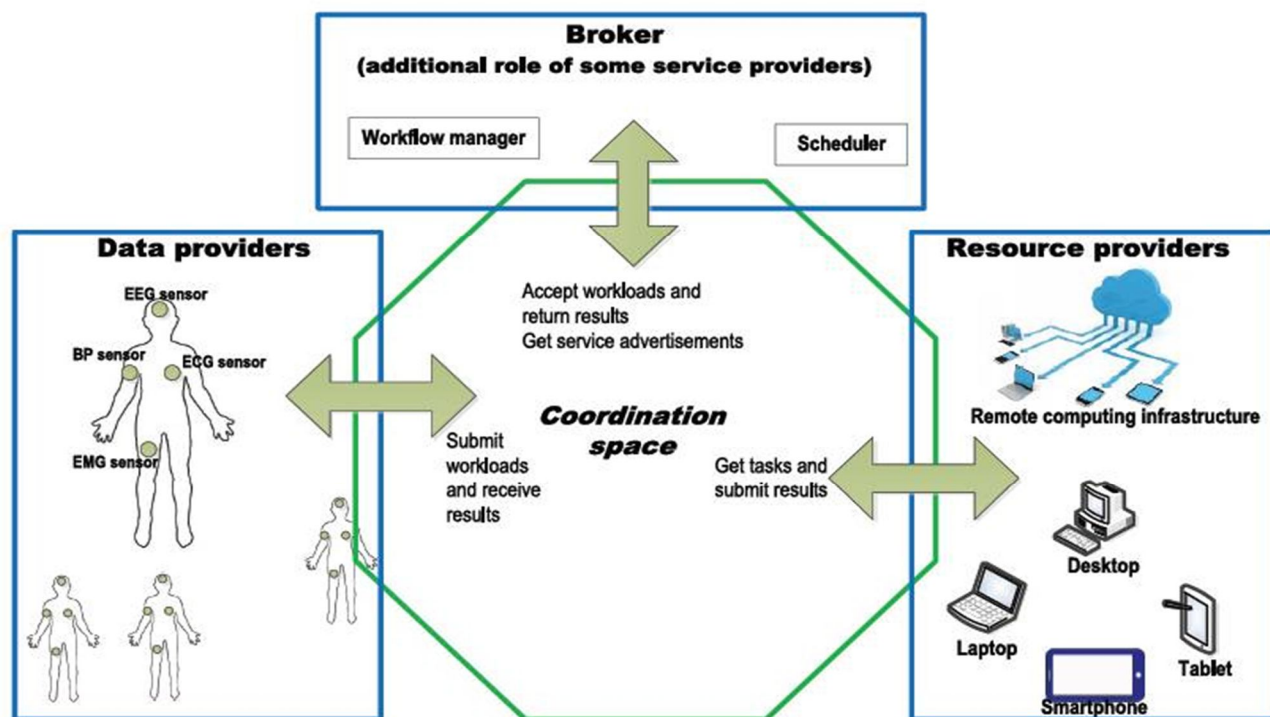 Broker
(additional role of some service providers)
Workflow manager
Scheduler
Data providers
EEG sensor
BP sensor
ECG sensor
EMG sensor
Accept workloads and
return results
Get service advertisements
Coordination
space
Submit
workloads
and receive
results
Get tasks and
submit results
Resource providers
Remote computing infrastructure
Desktop
Laptop
Tablet
Smartphone